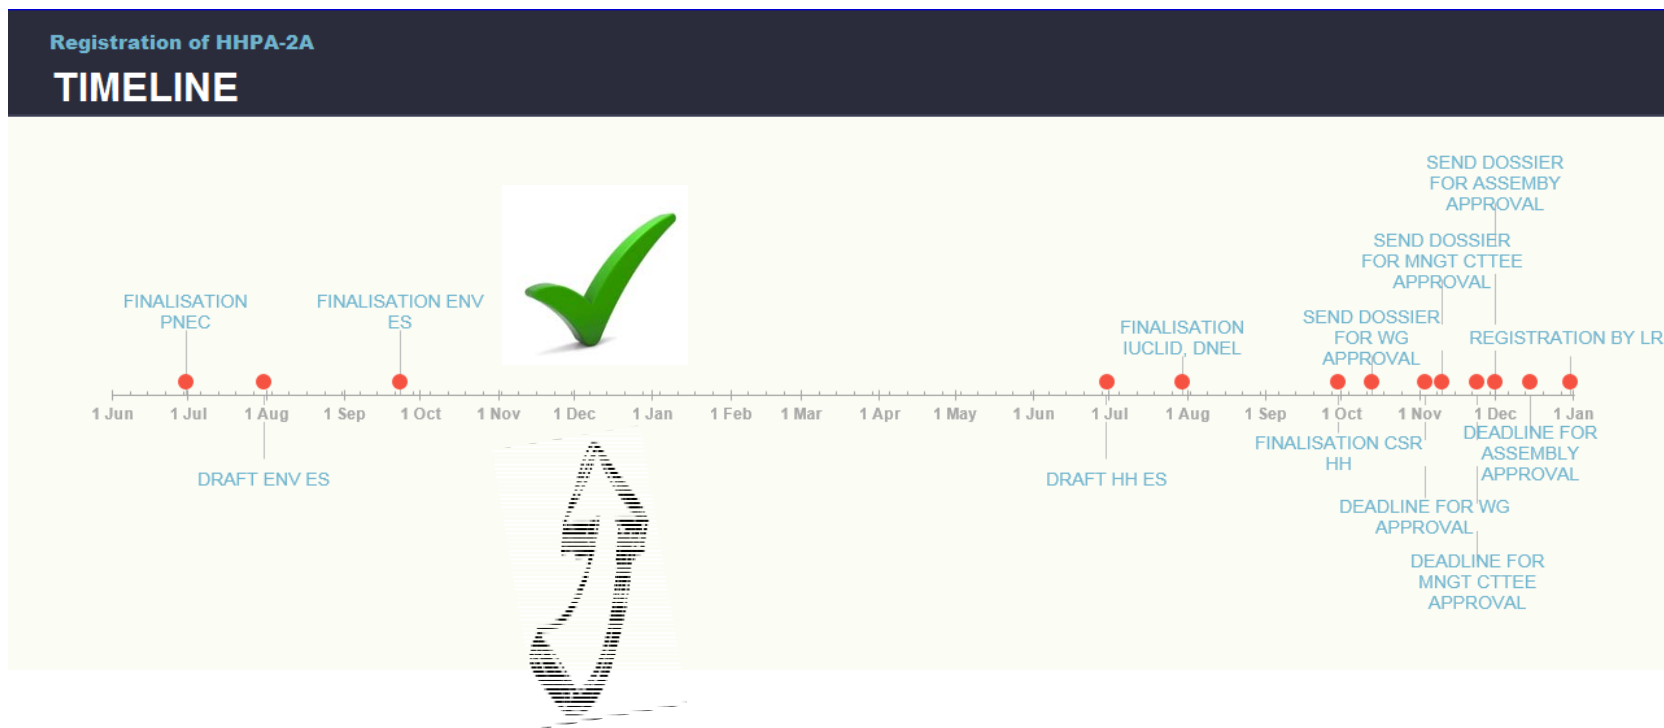 Registration of HHPA-2A
TIMELINE
SEND DOSSIER
FOR ASSEMBY
APPROVAL
SEND DOSSIER
FOR MNGT CTTEE
APPROVAL
FINALISATION
PNEC
FINALISATION ENV
ES
FINALISATION
IUCLID, DNEL
SEND DOSSIER
FOR WG
APPROVAL
REGISTRATION BY LR
1 Jun 1 Jul 1 Aug 1 Sep 1 Oct 1 Nov 1 Dec 1 Jan 1 Feb 1 Mar 1 Apr 1 May 1 Jun 1 Jul 1 Aug 1 Sep 1 Oct 1 Nov 1 Dec 1 Jan
DRAFT ENV ES
DRAFT HH ES
FINALISATION CSR
HH
DEADLINE FOR
ASSEMBLY
APPROVAL
DEADLINE FOR WG
APPROVAL
DEADLINE FOR
MNGT CTTEE
APPROVAL